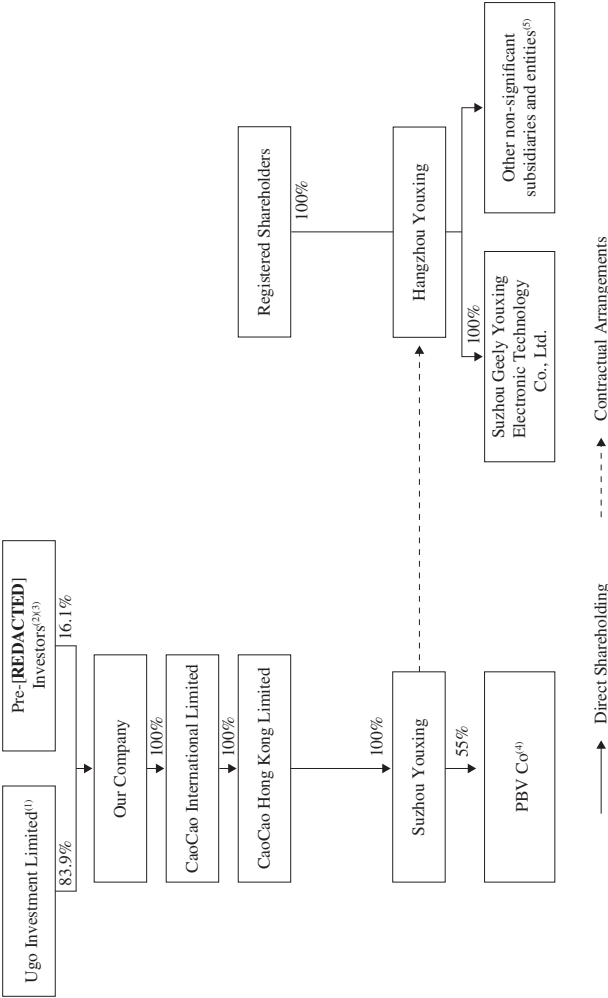 Ugo Investment Limited(1)
Pre-[REDACTED]
Investors(2)(3)
83.9%
16.1%
Our Company
100%
CaoCao International Limited
100%
CaoCao Hong Kong Limited
Registered Shareholders
100%
100%
Suzhou Youxing
Hangzhou Youxing
55%
100%
PBV Co(4)
Suzhou Geely Youxing
Electronic Technology
Co., Ltd.
Other non-significant
subsidiaries and entities(5)
Direct Shareholding
Contractual Arrangements